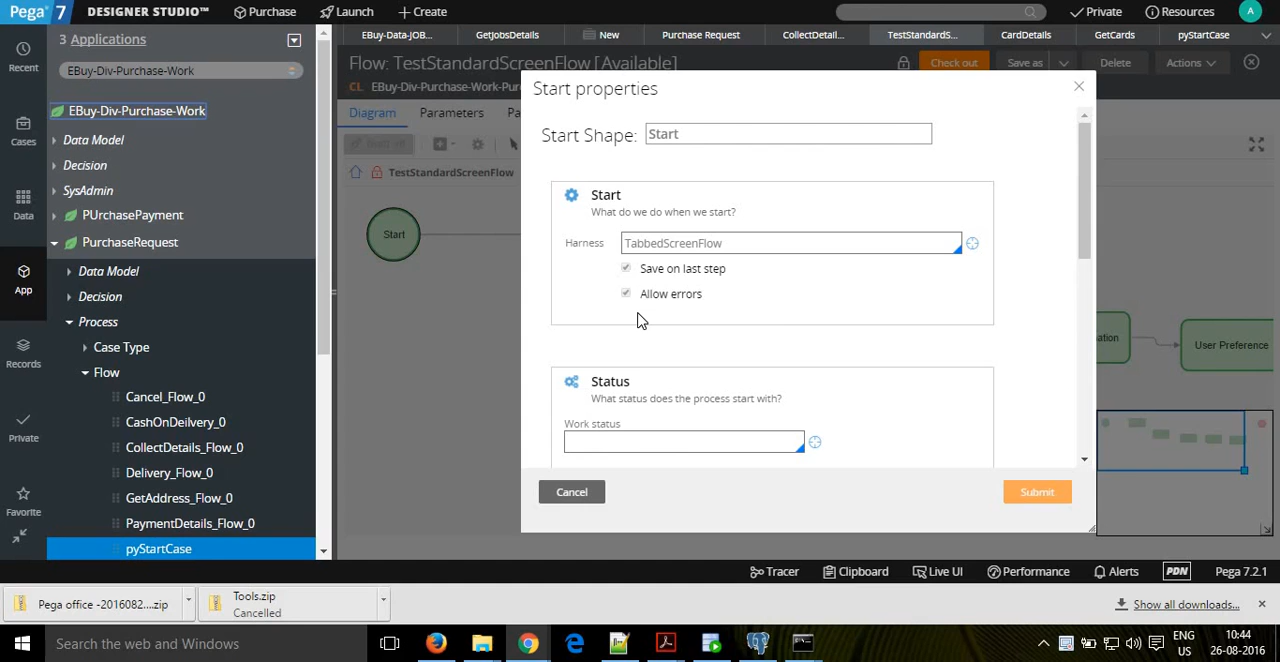 Pega 7 DESIGNER STUDIO™ Purchase Launch Create Private Resources A
Recent
Cases
Data
App
Records
Private
Favorite
3 Applications
EBuy-Div-Purchase-Work
EBuy-Div-Purchase-Work
Data Model
Decision
SysAdmin
PUrchasePayment
PurchaseRequest
Data Model
Decision
Process
Case Type
Flow
Cancel_Flow_0
CashOnDeilvery_0
CollectDetails_Flow_0
Delivery_Flow_0
GetAddress_Flow_0
PaymentDetails_Flow_0
pyStartCase
EBuy-Data-JOB... GetJobsDetails New Purchase Request CollectDetail... TestStandardS... CardDetails GetCards pyStartCase
Flow: TestStandardScreenFlow [Available] Check out Save as Delete Actions
CL EBuy-Div-Purchase-Work-Pur
Diagram Parameters
TestStandardScreenFlow
Start
ation
User Preference
Start properties
Start Shape: Start
Start
What do we do when we start?
Harness TabbedScreenFlow
Save on last step
Allow errors
Status
What status does the process start with?
Work status
Cancel Submit
Tracer Clipboard Live UI Performance Alerts PDN Pega 7.2.1
Pega office -2016082....zip
Tools.zip
Cancelled
Show all downloads...
Search the web and Windows
ENG
US
10:44
26-08-2016